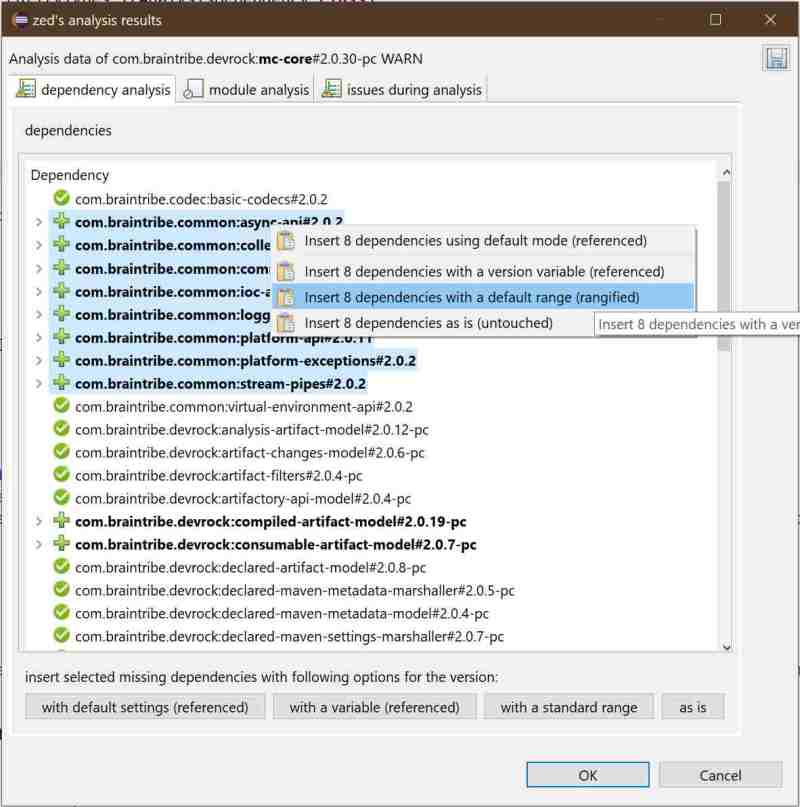 zed's analysis results
Analysis data of com.braintribe.devrock:mc-core#2.0.30-pc WARN
dependency analysis module analysis issues during analysis
dependencies
Dependency
com.braintribe.codec:basic-codecs#2.0.2
com.braintribe.common:async-api#2.0.2
Insert 8 dependencies using default mode (referenced)
com.braintribe.common:colle
com.braintribe.common:com
Insert 8 dependencies with a version variable (referenced)
com.braintribe.common:ioc-a
Insert 8 dependencies with a default range (rangified)
com.braintribe.common:logg
Insert 8 dependencies as is (untouched)
Insert 8 dependencies with a ver
com.braintribe.common:platform-api#2.0.11
com.braintribe.common:platform-exceptions#2.0.2
com.braintribe.common:stream-pipes#2.0.2
com.braintribe.common:virtual-environment-api#2.0.2
com.braintribe.devrock:analysis-artifact-model#2.0.12-pc
com.braintribe.devrock:artifact-changes-model#2.0.6-pc
com.braintribe.devrock:artifact-filters#2.0.4-pc
com.braintribe.devrock:artifactory-api-model#2.0.4-pc
com.braintribe.devrock:compiled-artifact-model#2.0.19-pc
com.braintribe.devrock:consumable-artifact-model#2.0.7-pc
com.braintribe.devrock:declared-artifact-model#2.0.8-pc
com.braintribe.devrock:declared-maven-metadata-marshaller#2.0.5-pc
com.braintribe.devrock:declared-maven-metadata-model#2.0.4-pc
com.braintribe.devrock:declared-maven-settings-marshaller#2.0.7-pc
insert selected missing dependencies with following options for the version:
with default settings (referenced) with a variable (referenced) with a standard range as is
OK Cancel